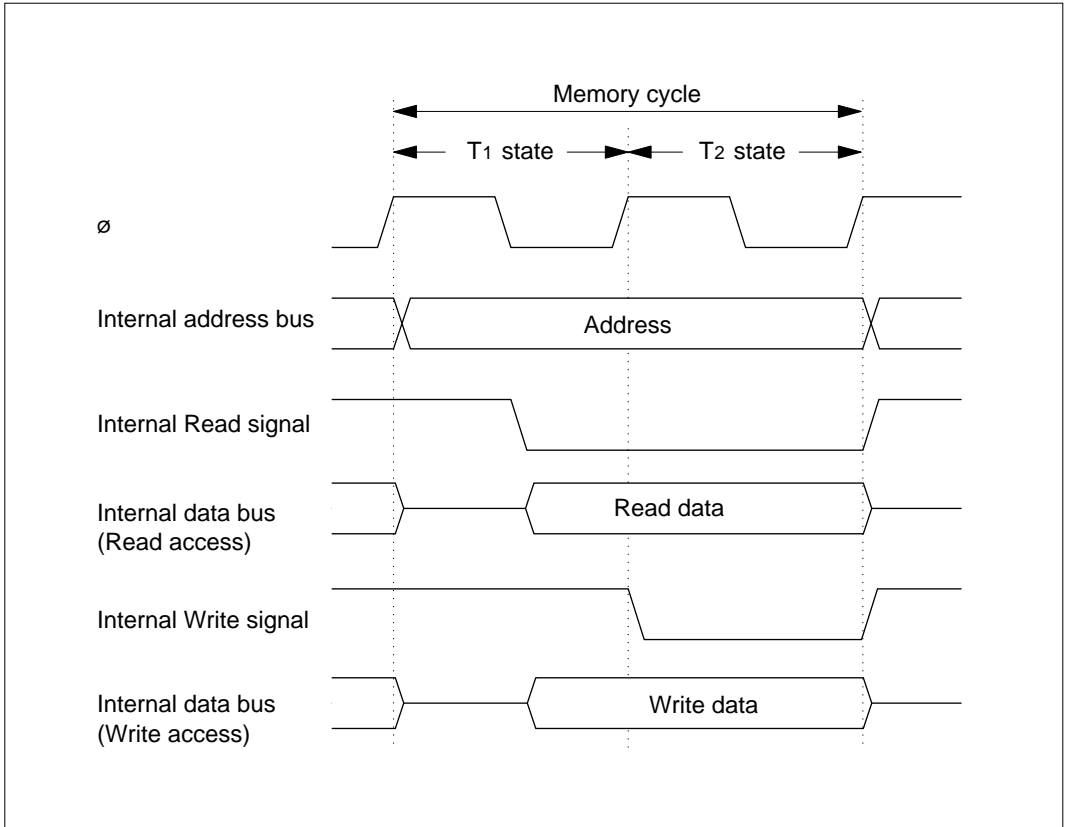 Memory cycle
T1 state
T2 state
ø
Internal address bus
Address
Internal Read signal
Internal data bus
(Read access)
Read data
Internal Write signal
Internal data bus
(Write access)
Write data